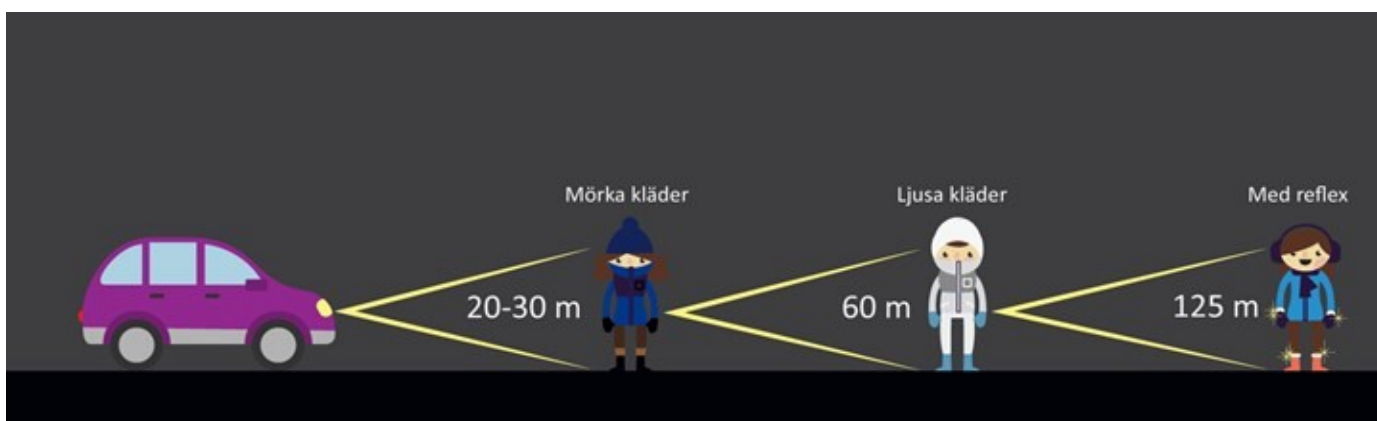 Mörka kläder
Ljusa kläder
Med reflex
20-30 m
60 m
125 m